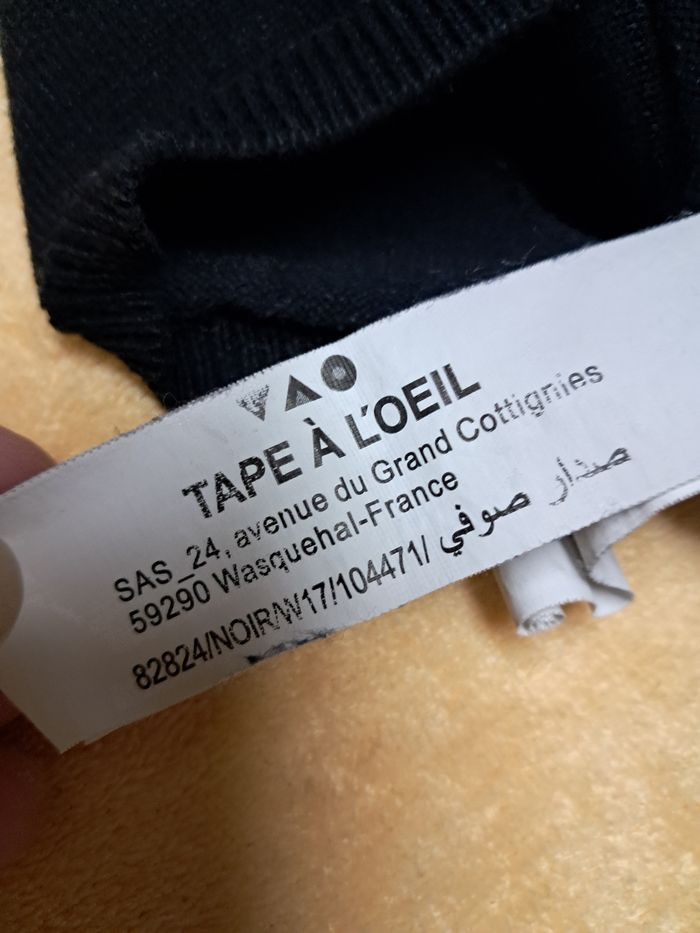 TAPE À L'OEIL
SAS_24, avenue du Grand Cottignies
59290 Wasquehal-France
82824/NOIR/W17/104471/ صدار صوفي